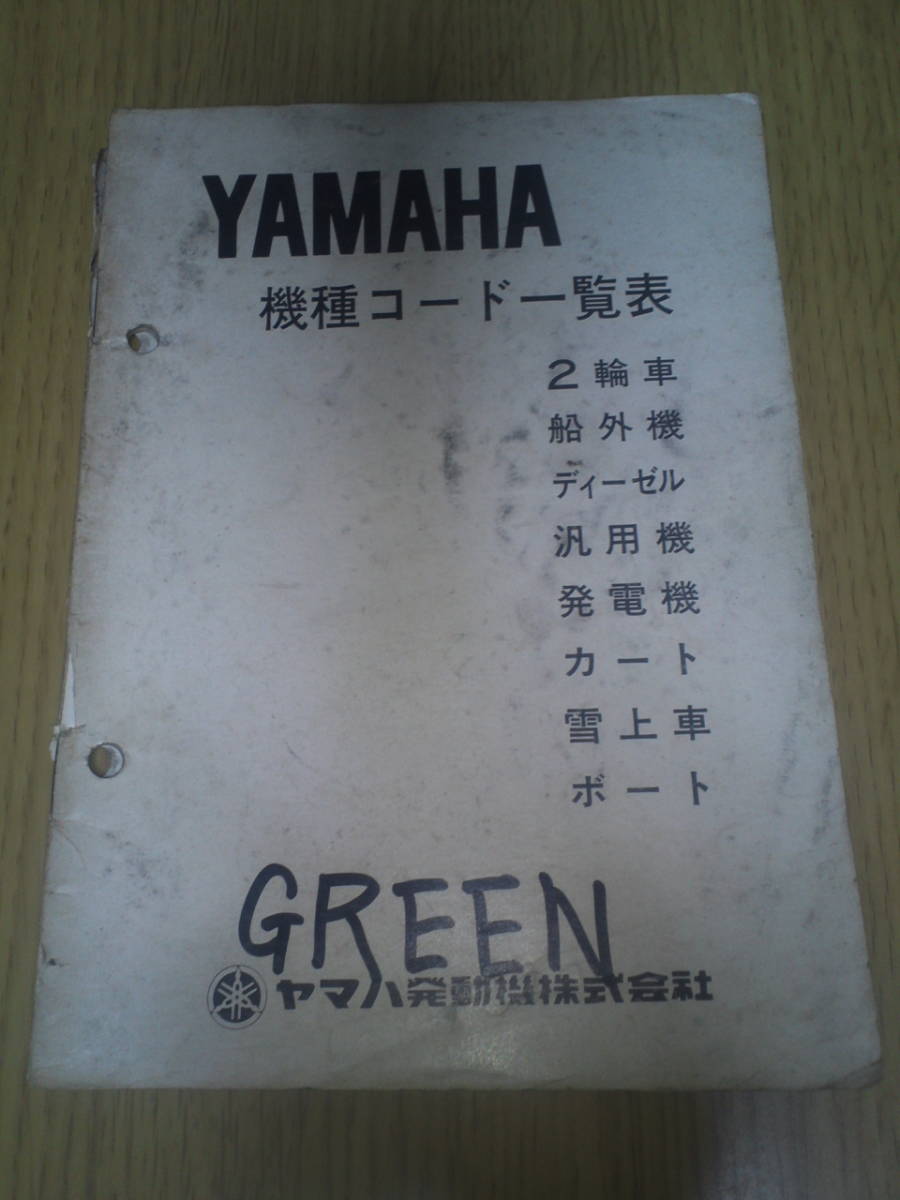 YAMAHA
機種コード一覧表
2輪車
船外機
ディーゼル
汎用機
発電機
カート
雪上車
ボート
GREEN
ヤマハ発動機株式会社